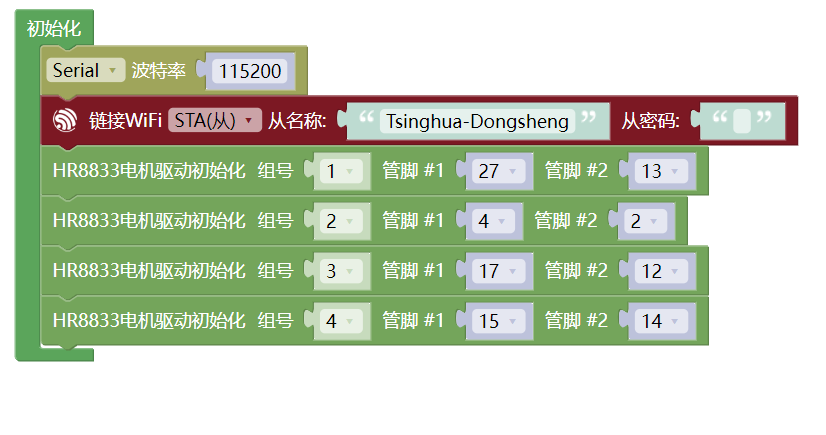 初始化
Serial 波特率 115200
链接WiFi STA(从) 从名称: “ Tsinghua-Dongsheng ” 从密码: “ ”
HR8833电机驱动初始化 组号 1 管脚 #1 27 管脚 #2 13
HR8833电机驱动初始化 组号 2 管脚 #1 4 管脚 #2 2
HR8833电机驱动初始化 组号 3 管脚 #1 17 管脚 #2 12
HR8833电机驱动初始化 组号 4 管脚 #1 15 管脚 #2 14